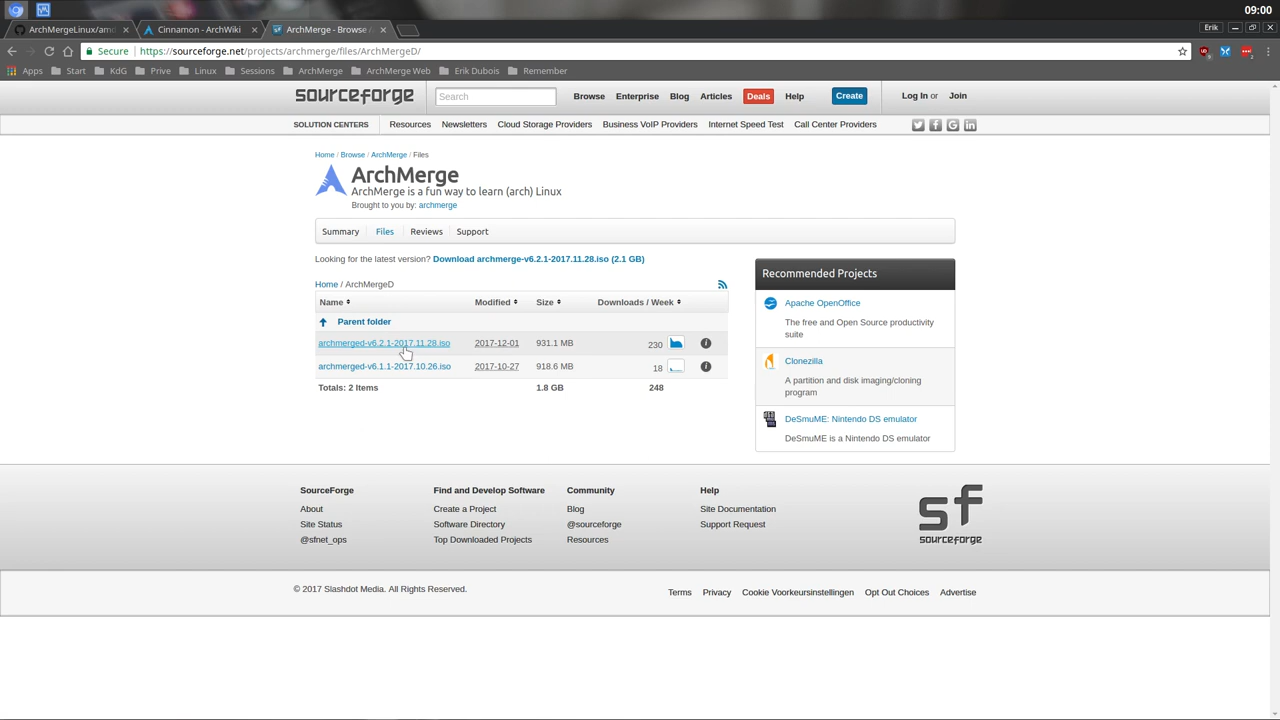 09:00
ArchMergeLinux/amd
Cinnamon - ArchWiki
ArchMerge - Browse /
Erik
Secure
https://sourceforge.net/projects/archmerge/files/ArchMergeD/
Apps
Start
KdG
Prive
Linux
Sessions
ArchMerge
ArchMerge Web
Erik Dubois
Remember
sourceforge
Search
Browse
Enterprise
Blog
Articles
Deals
Help
Create
Log In or Join
SOLUTION CENTERS
Resources
Newsletters
Cloud Storage Providers
Business VoIP Providers
Internet Speed Test
Call Center Providers
Home / Browse / ArchMerge / Files
ArchMerge
ArchMerge is a fun way to learn (arch) Linux
Brought to you by: archmerge
Summary
Files
Reviews
Support
Looking for the latest version? Download archmerge-v6.2.1-2017.11.28.iso (2.1 GB)
Home / ArchMergeD
Name
Modified
Size
Downloads / Week
Parent folder
archmerged-v6.2.1-2017.11.28.iso 2017-12-01 931.1 MB 230
archmerged-v6.1.1-2017.10.26.iso 2017-10-27 918.6 MB 18
Totals: 2 Items 1.8 GB 248
Recommended Projects
Apache OpenOffice
The free and Open Source productivity
suite
Clonezilla
A partition and disk imaging/cloning
program
DeSmuME: Nintendo DS emulator
DeSmuME is a Nintendo DS emulator
SourceForge
About
Site Status
@sfnet_ops
Find and Develop Software
Create a Project
Software Directory
Top Downloaded Projects
Community
Blog
@sourceforge
Resources
Help
Site Documentation
Support Request
sf
sourceforge
© 2017 Slashdot Media. All Rights Reserved.
Terms
Privacy
Cookie Voorkeursinstellingen
Opt Out Choices
Advertise